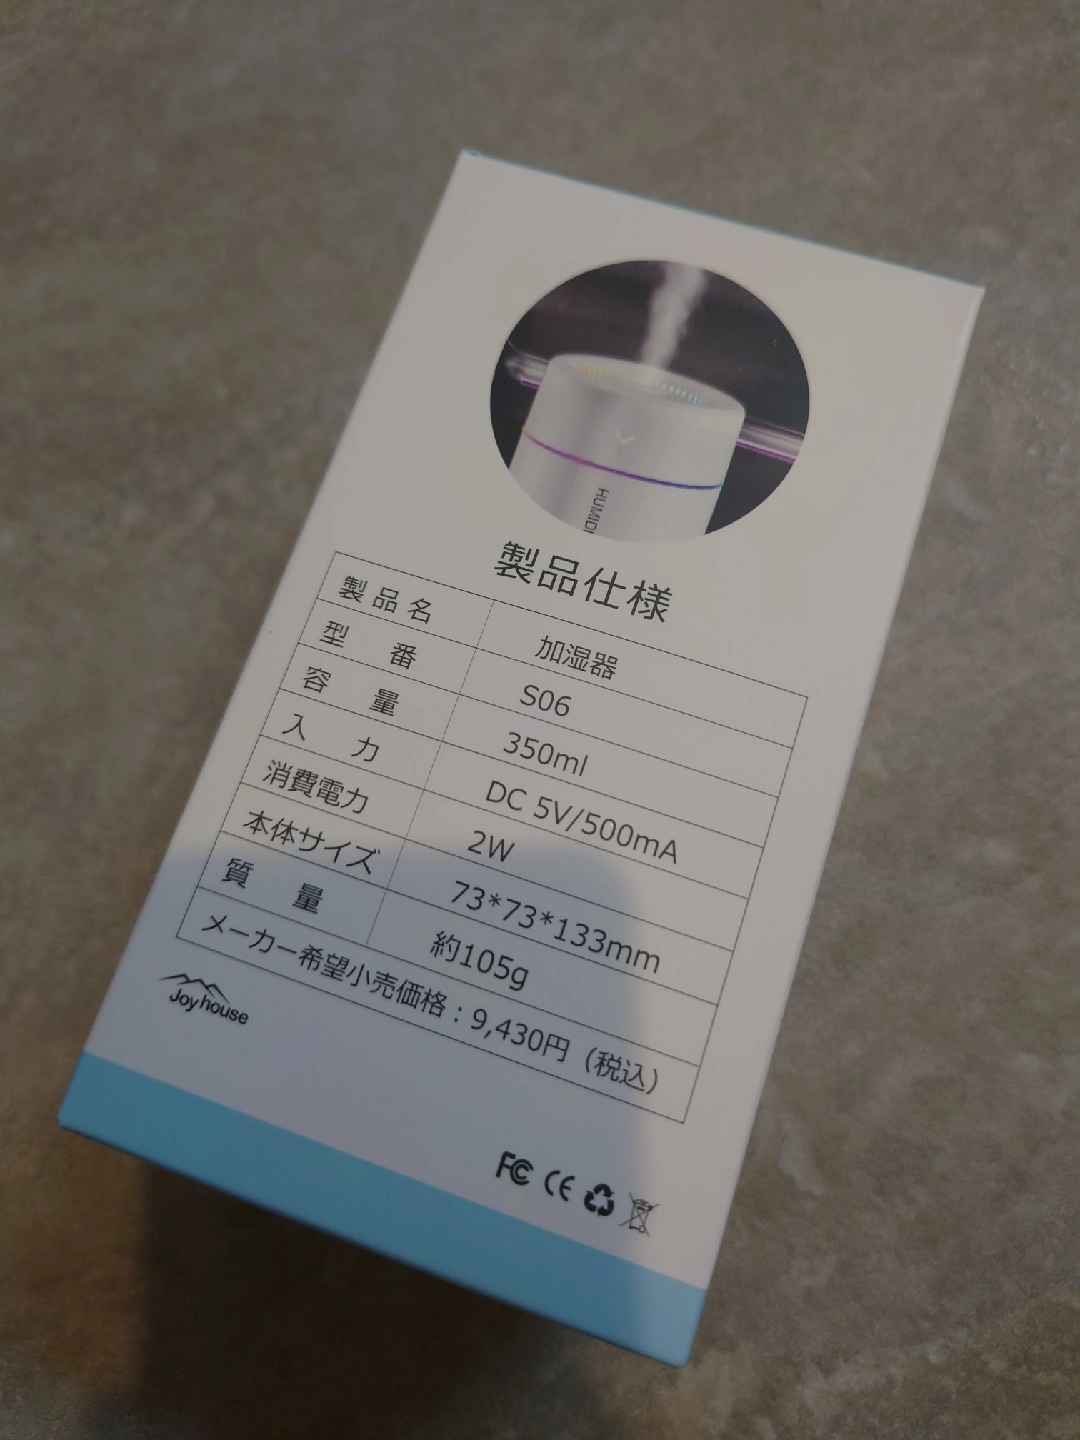 HUMIDI
製品仕様
製品名 加湿器
型番 S06
容量 350ml
入力 DC 5V/500mA
消費電力 2W
本体サイズ 73*73*133mm
質量 約105g
メーカー希望小売価格：9,430円（税込）
Joyhouse
FC CE